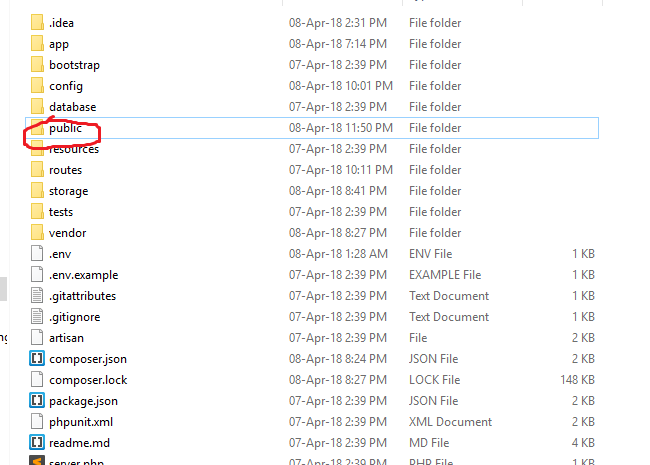 .idea 08-Apr-18 2:31 PM File folder
app 08-Apr-18 7:14 PM File folder
bootstrap 07-Apr-18 2:39 PM File folder
config 08-Apr-18 10:01 PM File folder
database 07-Apr-18 2:39 PM File folder
public 08-Apr-18 11:50 PM File folder
resources 07-Apr-18 2:39 PM File folder
routes 07-Apr-18 10:11 PM File folder
storage 08-Apr-18 8:41 PM File folder
tests 07-Apr-18 2:39 PM File folder
vendor 08-Apr-18 8:27 PM File folder
.env 08-Apr-18 1:28 AM ENV File 1 KB
.env.example 07-Apr-18 2:39 PM EXAMPLE File 1 KB
.gitattributes 07-Apr-18 2:39 PM Text Document 1 KB
.gitignore 07-Apr-18 2:39 PM Text Document 1 KB
artisan 07-Apr-18 2:39 PM File 2 KB
composer.json 08-Apr-18 8:24 PM JSON File 2 KB
composer.lock 08-Apr-18 8:27 PM LOCK File 148 KB
package.json 07-Apr-18 2:39 PM JSON File 2 KB
phpunit.xml 07-Apr-18 2:39 PM XML Document 2 KB
readme.md 07-Apr-18 2:39 PM MD File 4 KB
server.php 07-Apr-18 2:39 PM PHP File 1 KB